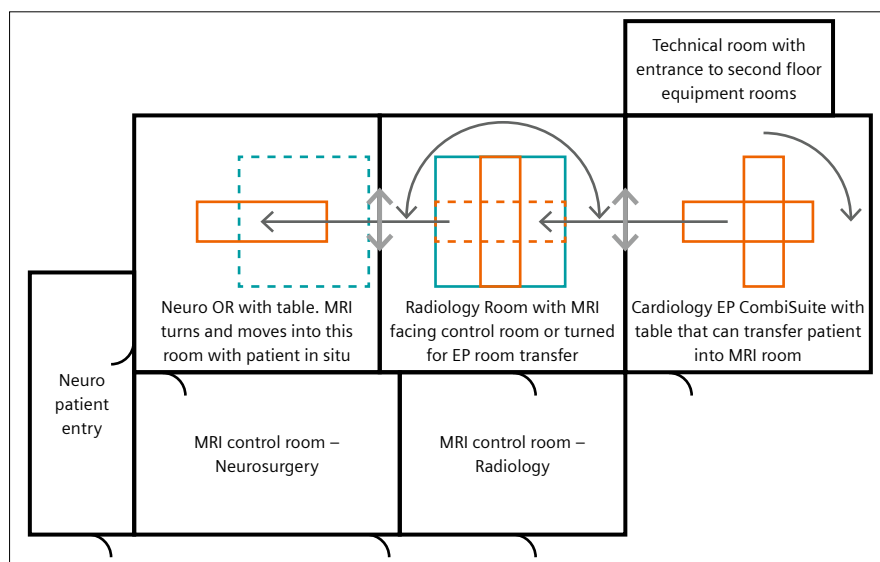 Technical room with
entrance to second floor
equipment rooms
Neuro OR with table. MRI
turns and moves into this
room with patient in situ
Radiology Room with MRI
facing control room or turned
for EP room transfer
Cardiology EP CombiSuite with
table that can transfer patient
into MRI room
Neuro
patient
entry
MRI control room –
Neurosurgery
MRI control room –
Radiology